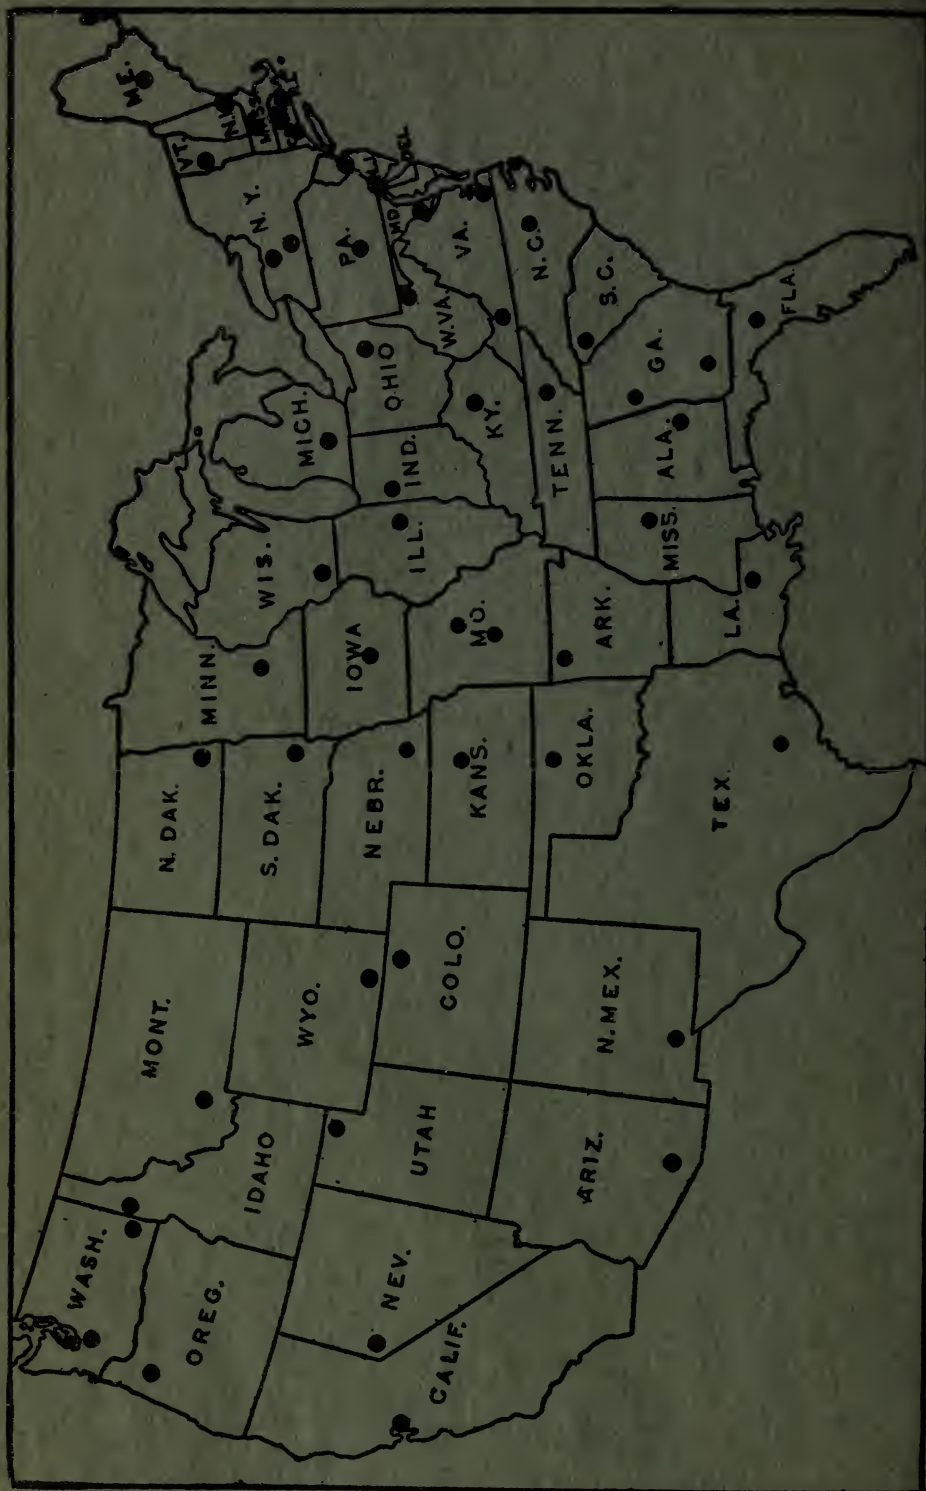 WASH.
OREG.
CALIF.
NEV.
IDAHO
MONT.
WYO.
UTAH
ARIZ.
COLO.
N. MEX.
N. DAK.
S. DAK.
NEBR.
KANS.
OKLA.
TEX.
MINN.
IOWA
MO.
ARK.
LA.
WIS.
ILL.
MISS.
MICH.
IND.
OHIO
KY.
TENN.
ALA.
GA.
FLA.
S. C.
N. C.
VA.
W. VA.
MD.
DEL.
PA.
N. Y.
VT.
ME.
MASS.